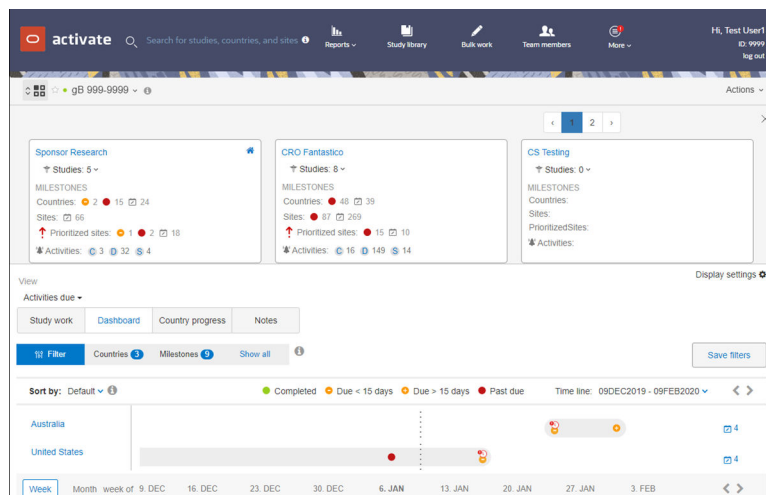 activate
Search for studies, countries, and sites
Reports
Study library
Bulk work
Team members
More
Hi, Test User1
ID: 9999
log out
gB 999-9999
Actions
1 2
Sponsor Research
Studies: 5
MILESTONES
Countries: 2 15 24
Sites: 66
Prioritized sites: 1 2 18
Activities: C 3 D 32 S 4
CRO Fantastico
Studies: 8
MILESTONES
Countries: 48 39
Sites: 87 269
Prioritized sites: 15 10
Activities: C 16 D 149 S 14
CS Testing
Studies: 0
MILESTONES
Countries:
Sites:
PrioritizedSites:
Activities:
View
Display settings
Activities due
Study work Dashboard Country progress Notes
Filter Countries 3 Milestones 9 Show all
Save filters
Sort by: Default Completed Due < 15 days Due > 15 days Past due Time line: 09DEC2019 - 09FEB2020
Australia 4
United States 4
Week Month week of 9. DEC 16. DEC 23. DEC 30. DEC 6. JAN 13. JAN 20. JAN 27. JAN 3. FEB